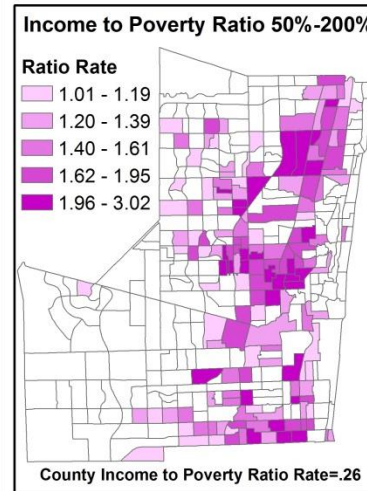 Income to Poverty Ratio 50%-200%
Ratio Rate
1.01 - 1.19
1.20 - 1.39
1.40 - 1.61
1.62 - 1.95
1.96 - 3.02
County Income to Poverty Ratio Rate=.26